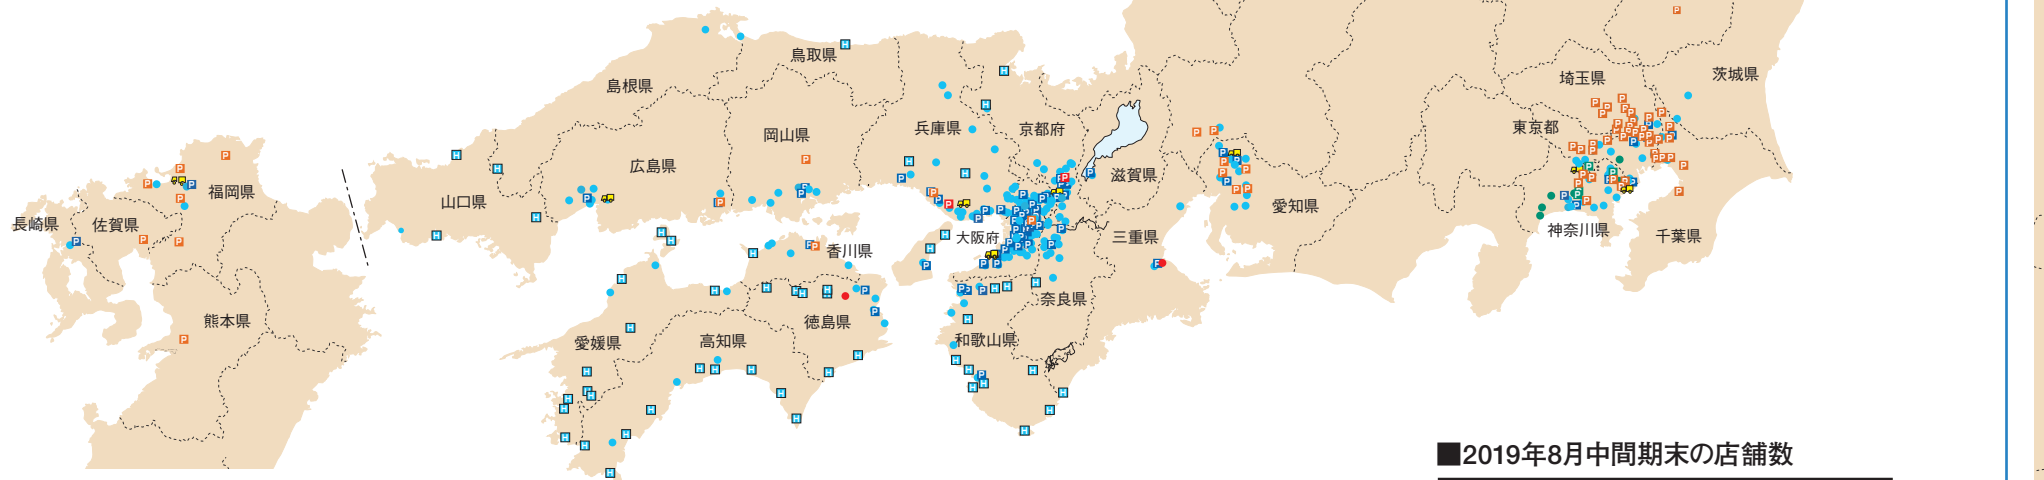 鳥取県
島根県
岡山県
広島県
山口県
兵庫県
京都府
滋賀県
大阪府
三重県
愛知県
奈良県
和歌山県
香川県
徳島県
高知県
愛媛県
福岡県
佐賀県
長崎県
熊本県
埼玉県
茨城県
東京都
神奈川県
千葉県
■2019年8月中間期末の店舗数